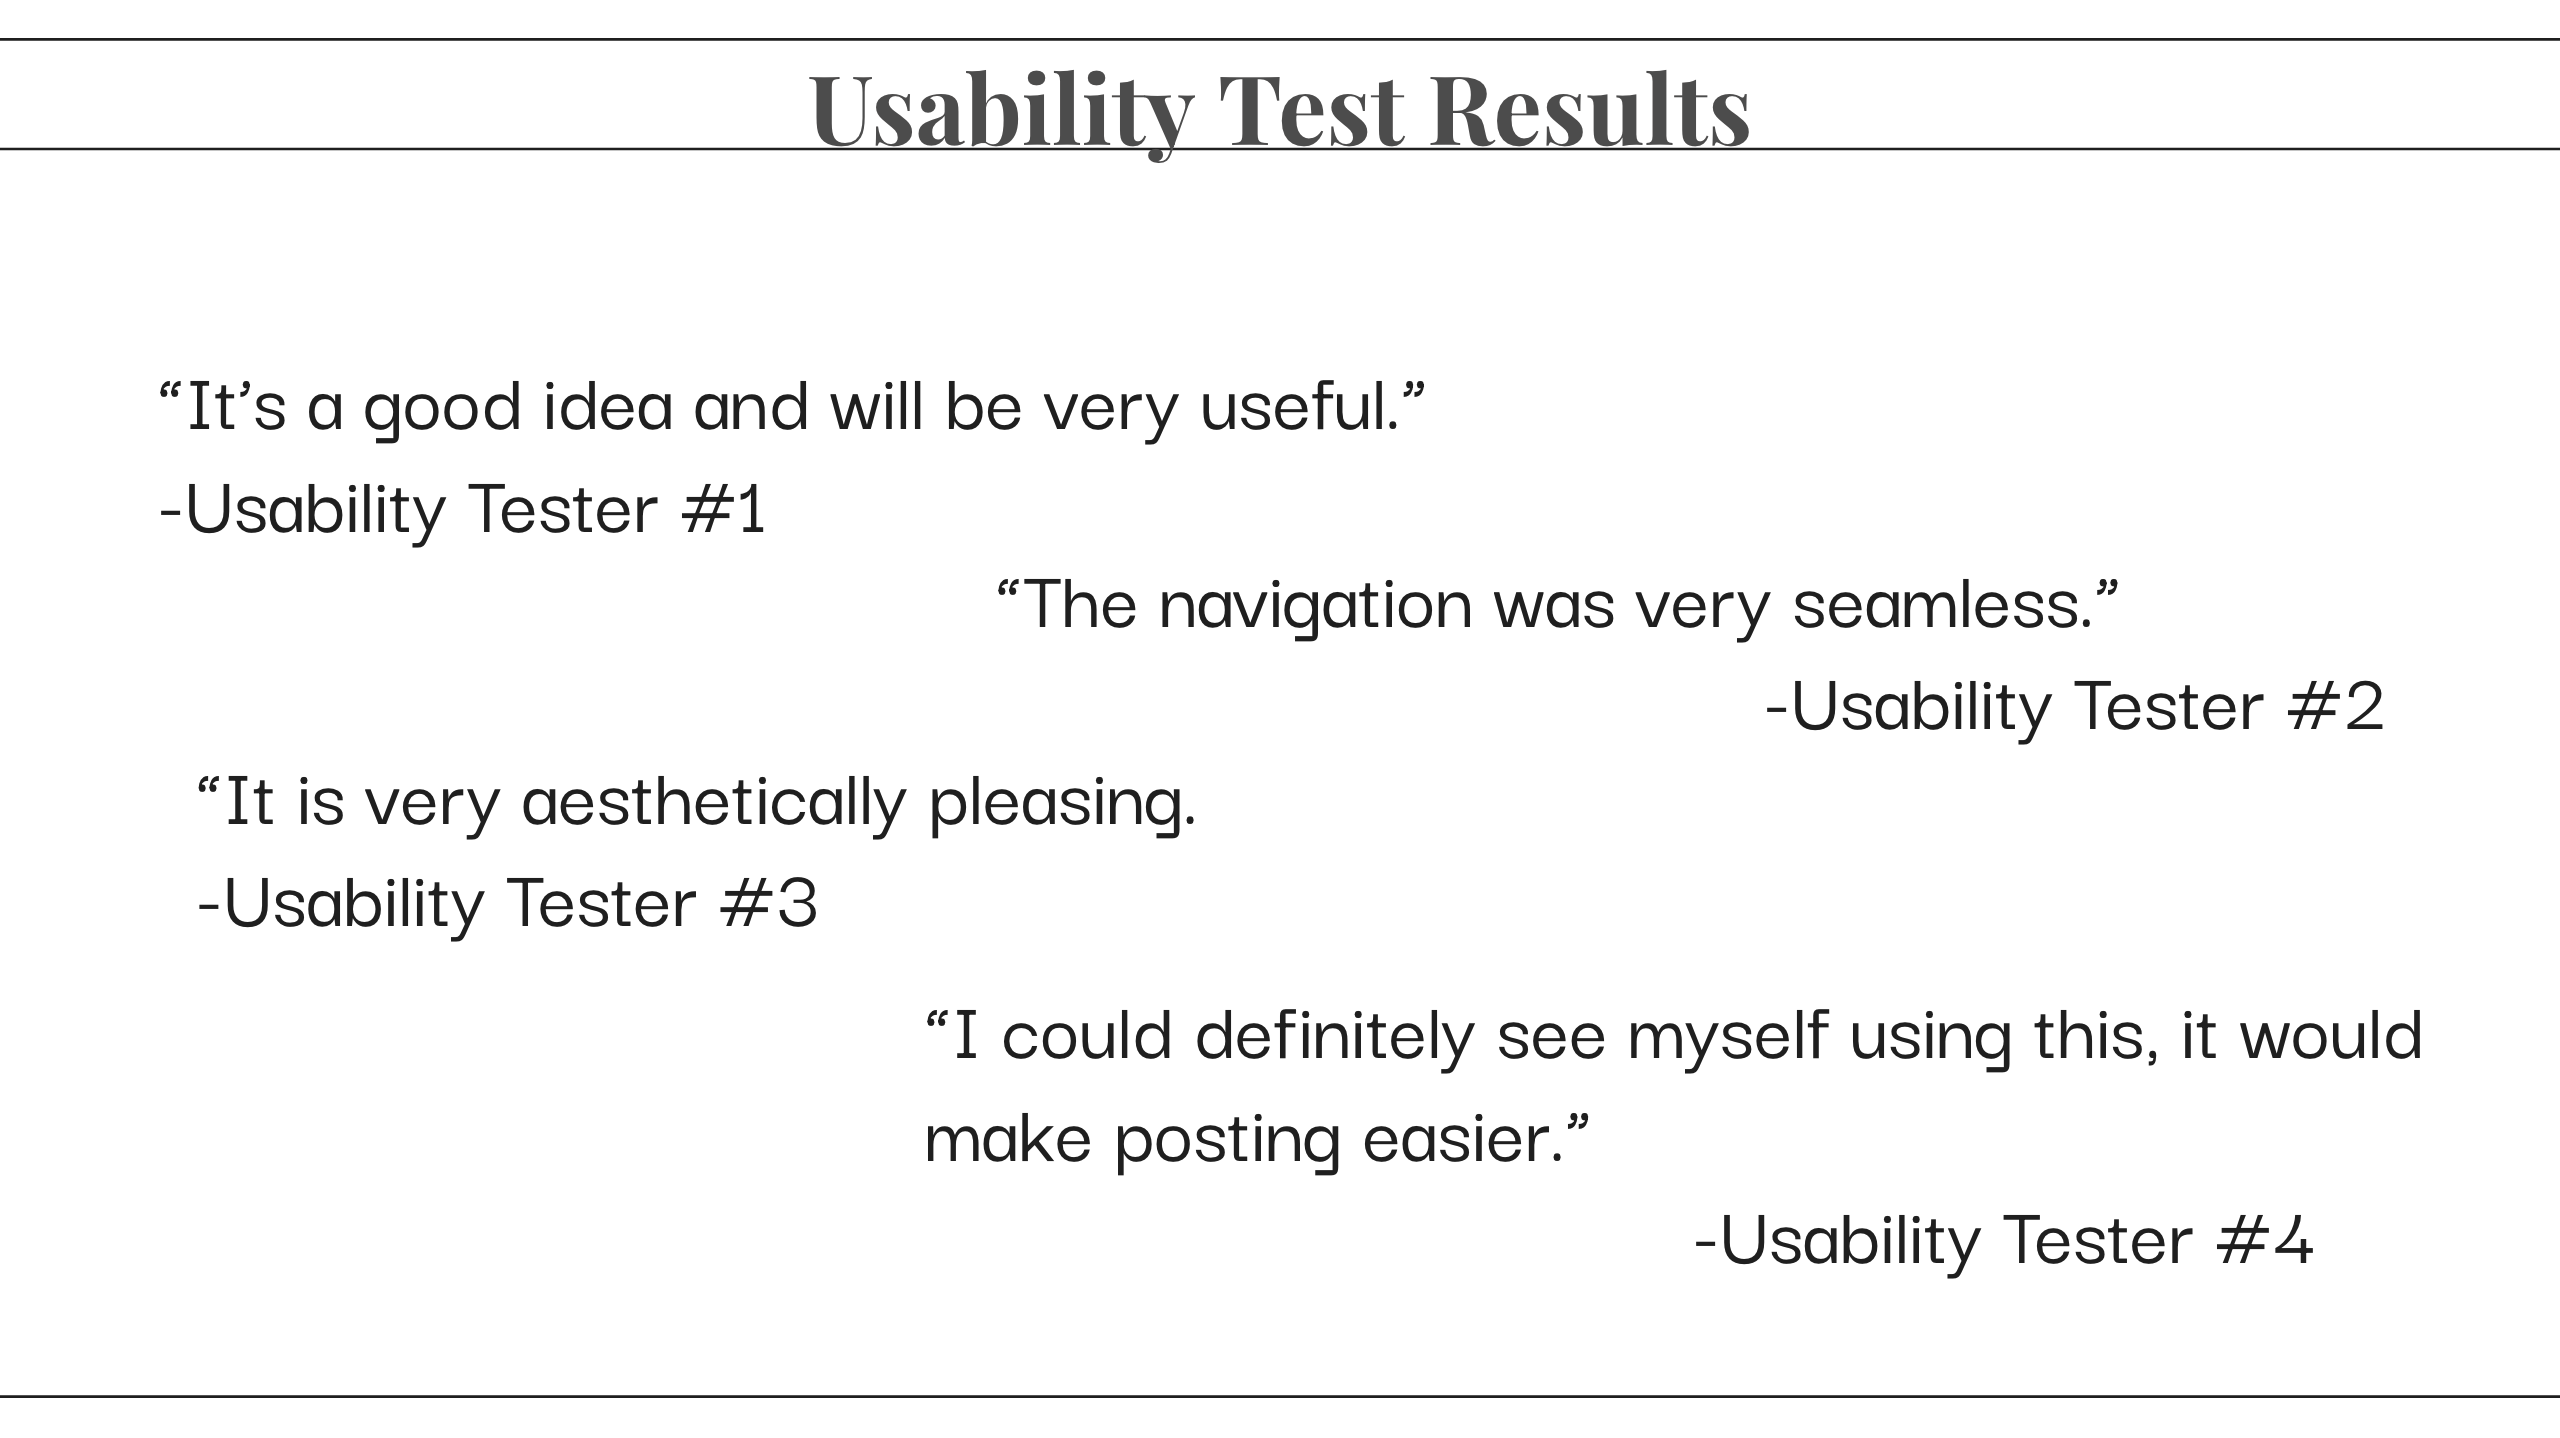 Usability Test Results
“It’s a good idea and will be very useful.”
-Usability Tester #1
“The navigation was very seamless.”
-Usability Tester #2
“It is very aesthetically pleasing.
-Usability Tester #3
“I could definitely see myself using this, it would
make posting easier.”
-Usability Tester #4